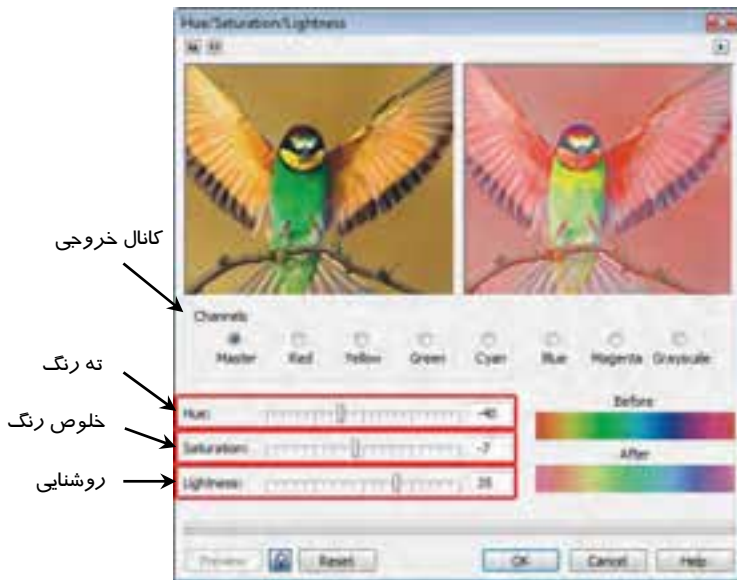 Hue/Saturation/Lightness
کانال خروجی
Channels
Master Red Yellow Green Cyan Blue Magenta Grayscale
ته رنگ
Hue: -40
خلوص رنگ
Saturation: -7
روشنایی
Lightness: 35
Before
After
Preview Reset OK Cancel Help